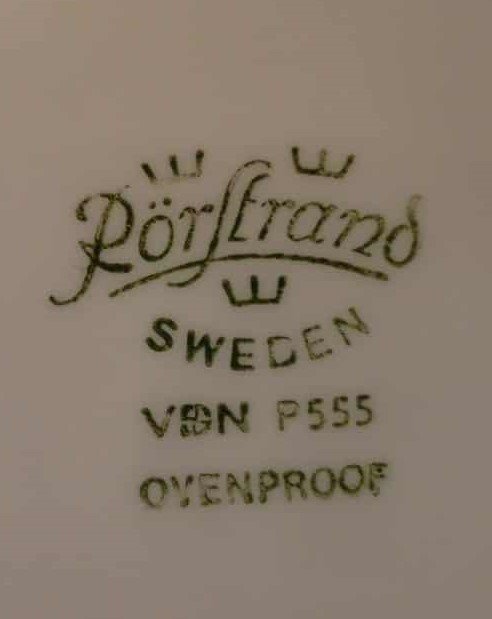 Rörstrand
SWEDEN
P555
OVENPROOF